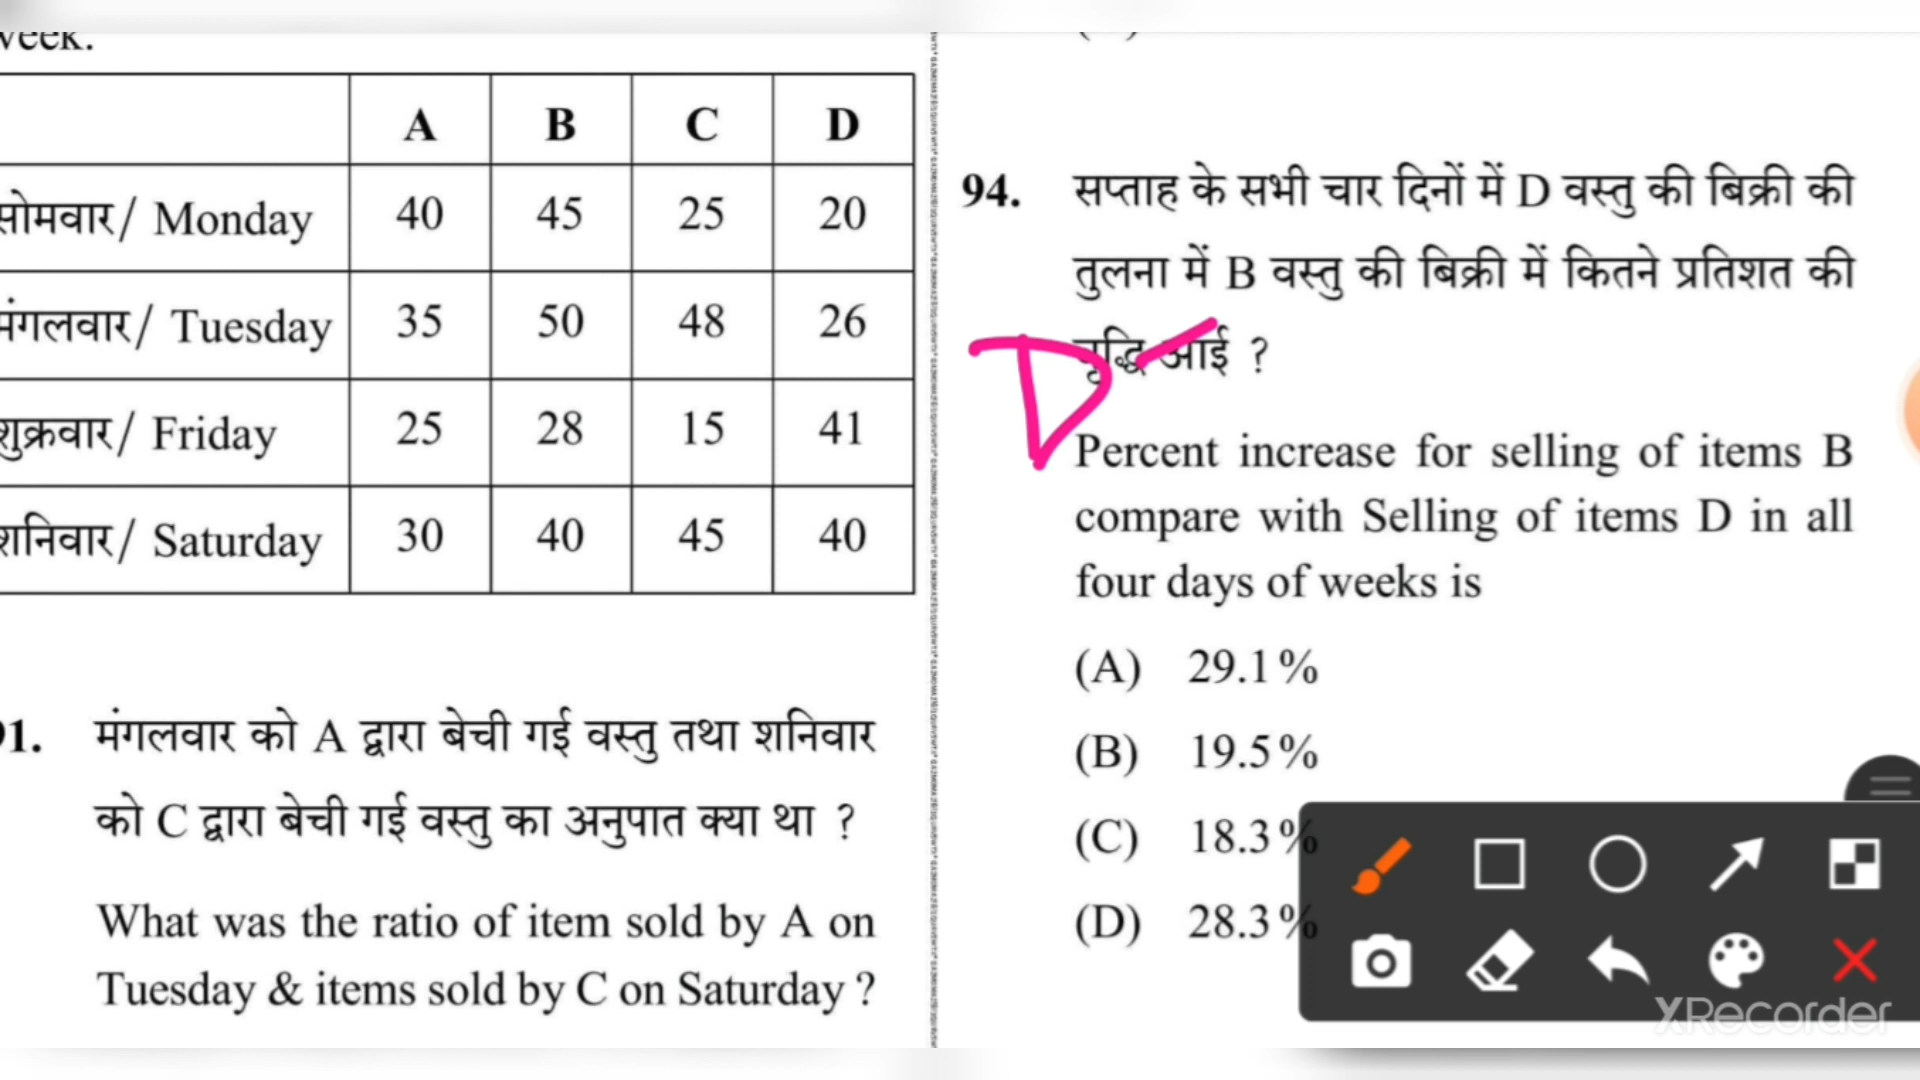 A B C D
सोमवार/ Monday 40 45 25 20
मंगलवार/ Tuesday 35 50 48 26
शुक्रवार/ Friday 25 28 15 41
शनिवार/ Saturday 30 40 45 40
91. मंगलवार को A द्वारा बेची गई वस्तु तथा शनिवार
को C द्वारा बेची गई वस्तु का अनुपात क्या था ?
What was the ratio of item sold by A on
Tuesday & items sold by C on Saturday ?
94. सप्ताह के सभी चार दिनों में D वस्तु की बिक्री की
तुलना में B वस्तु की बिक्री में कितने प्रतिशत की
वृद्धि आई ?
D
Percent increase for selling of items B
compare with Selling of items D in all
four days of weeks is
(A) 29.1%
(B) 19.5%
(C) 18.3%
(D) 28.3%
XRecorder